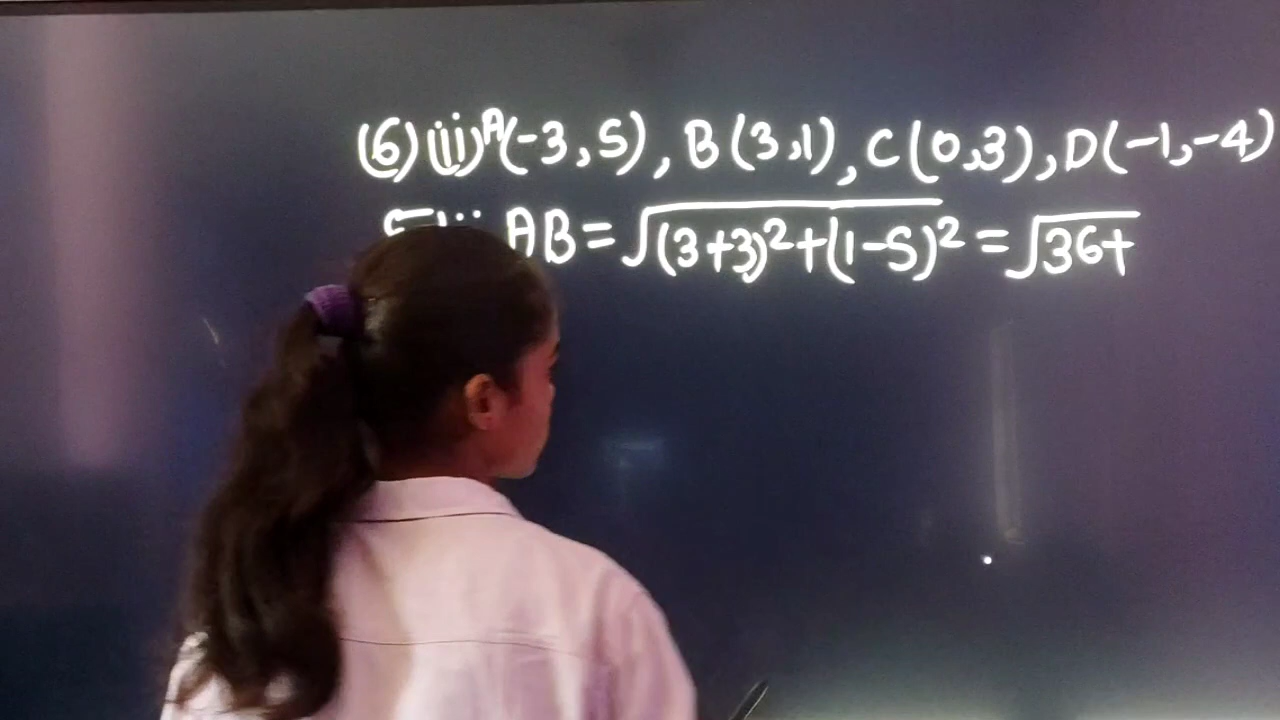 (6) (ii) A(-3,5), B(3,1), C(0,3), D(-1,-4)
AB = √(3+3)²+(1-5)² = √36+